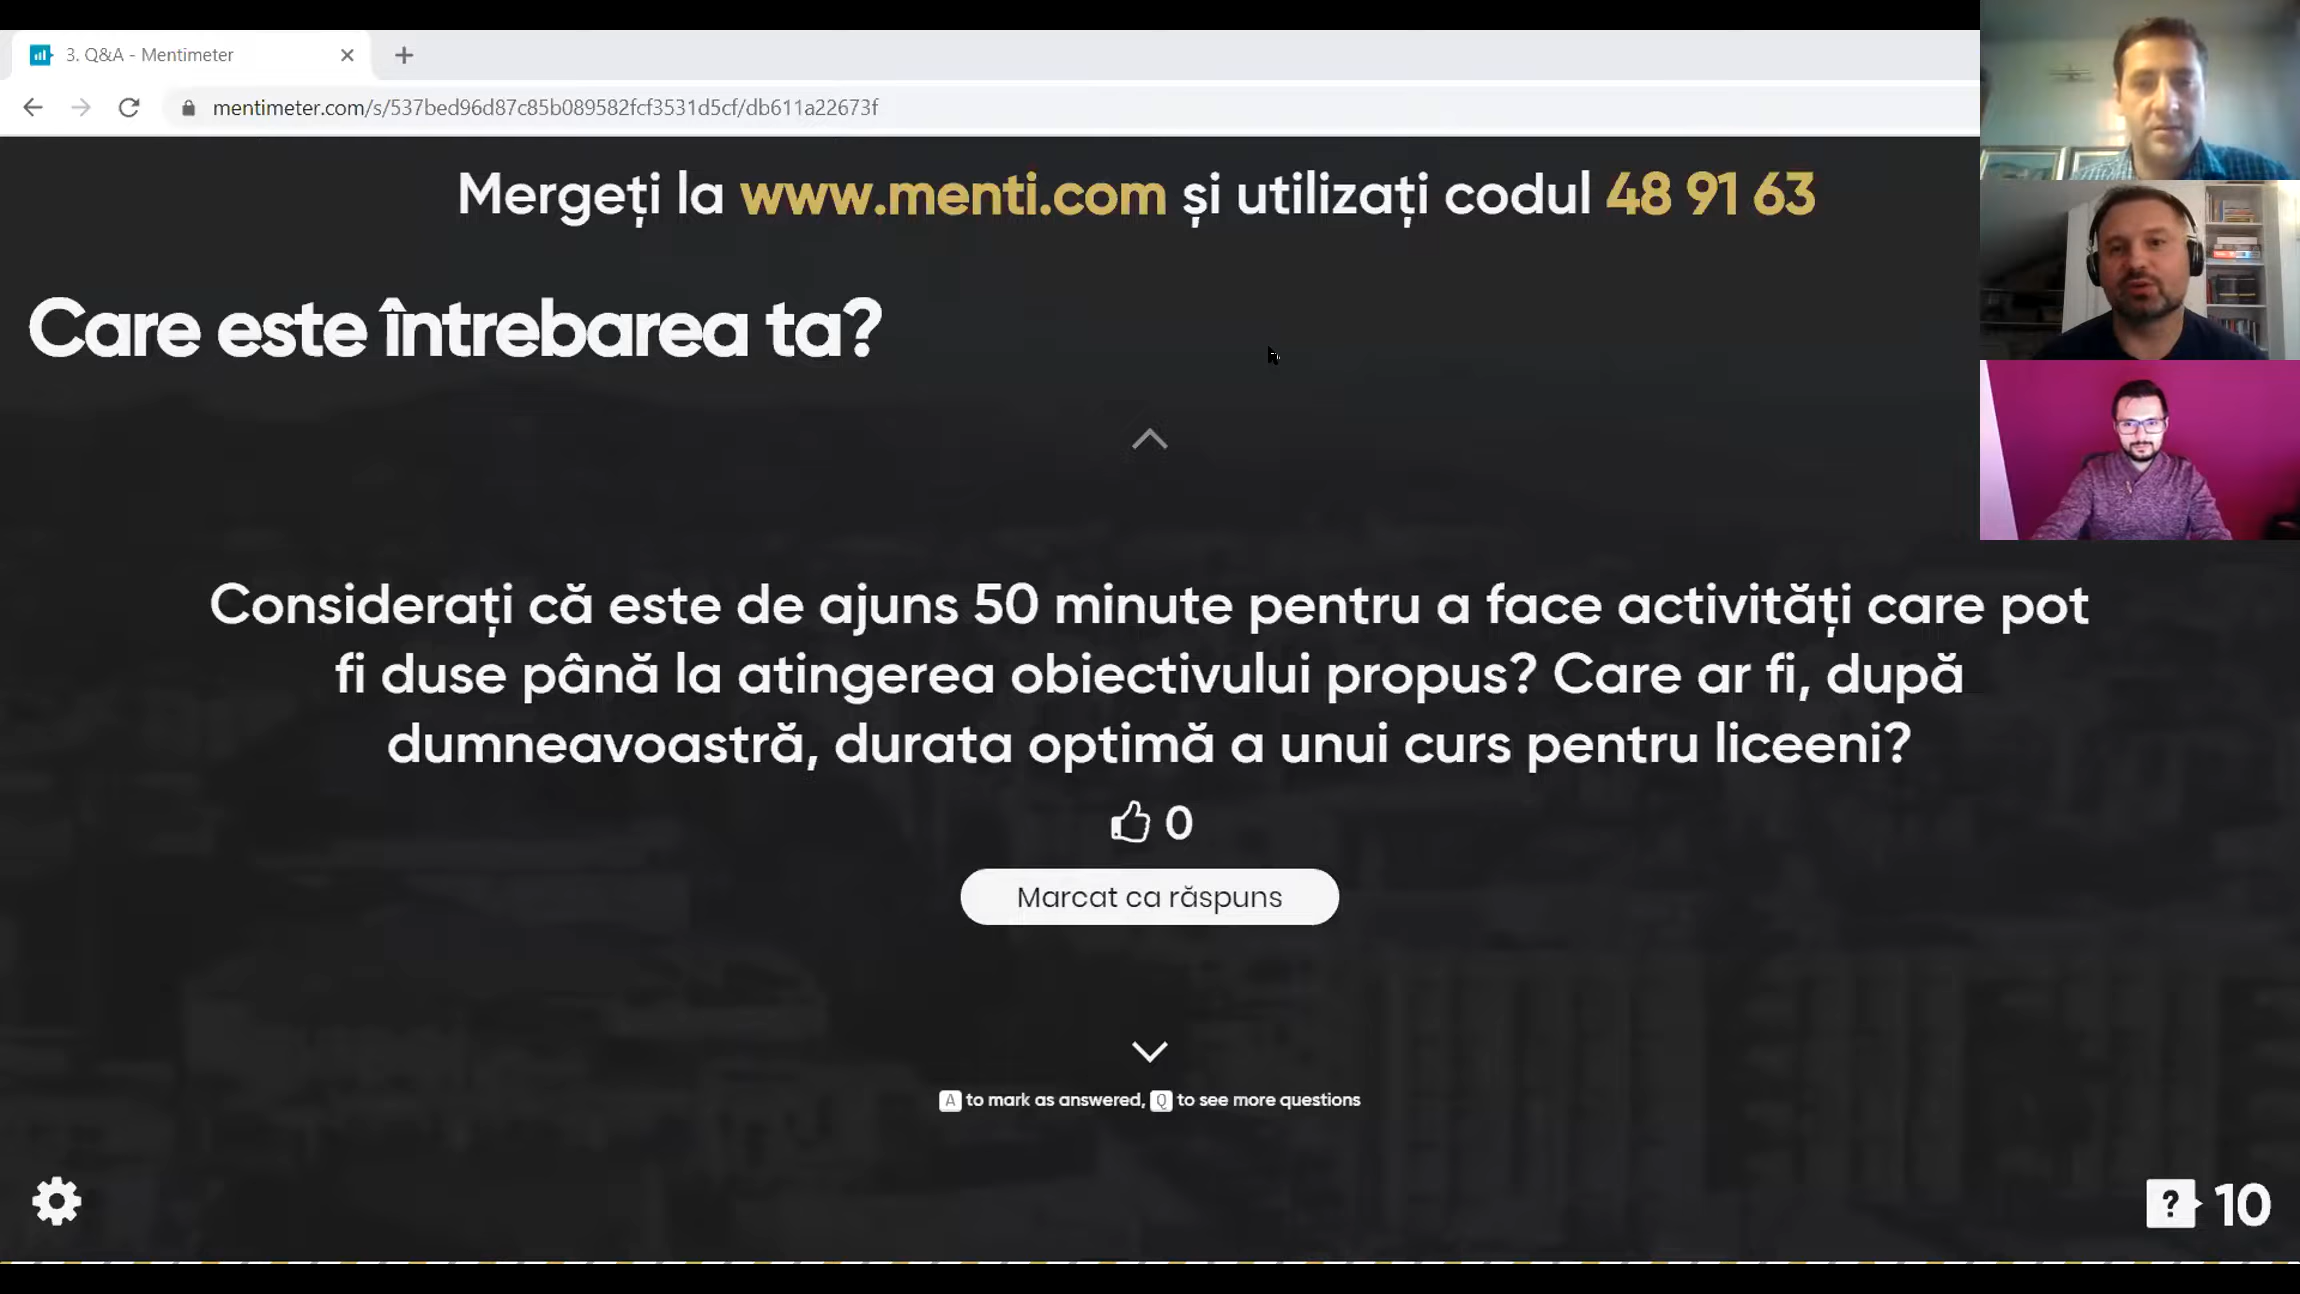 3. Q&A - Mentimeter
mentimeter.com/s/537bed96d87c85b089582fcf3531d5cf/db611a22673f
Mergeți la www.menti.com și utilizați codul 48 91 63
Care este întrebarea ta?
Considerați că este de ajuns 50 minute pentru a face activități care pot
fi duse până la atingerea obiectivului propus? Care ar fi, după
dumneavoastră, durata optimă a unui curs pentru liceeni?
0
Marcat ca răspuns
A to mark as answered, Q to see more questions
? 10